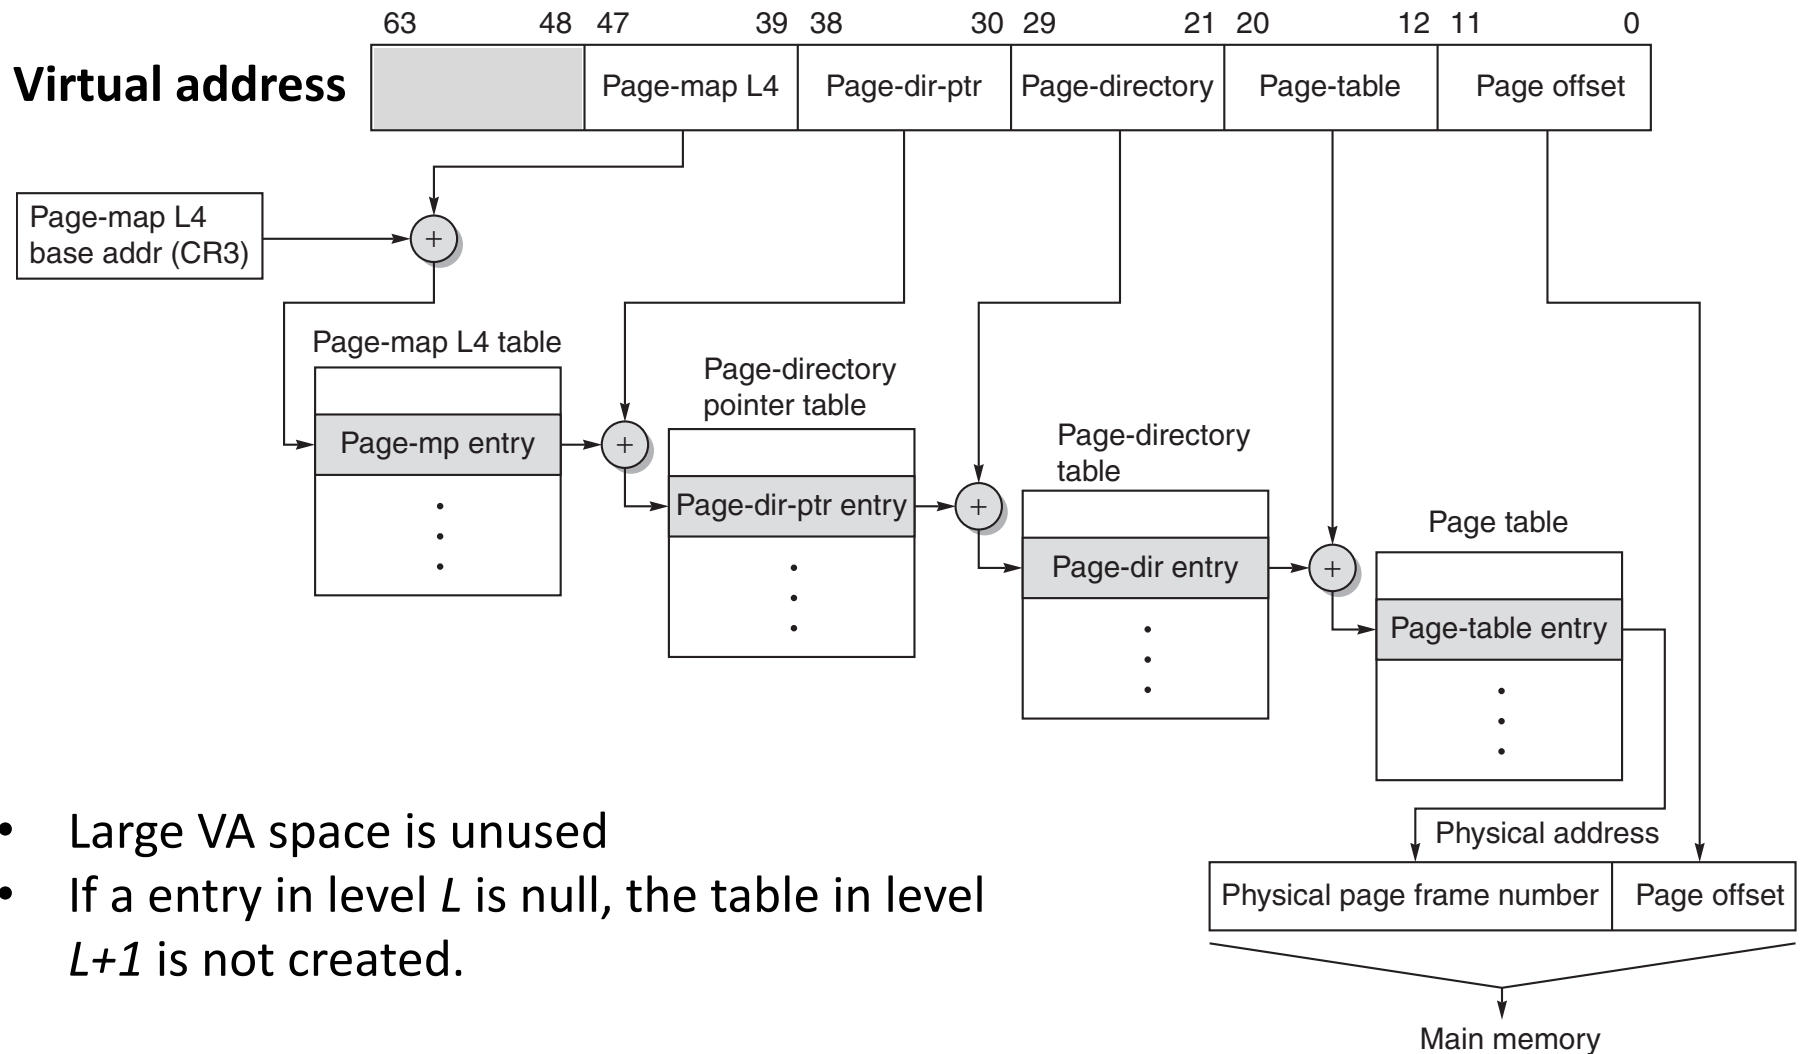 63 48 47 39 38 30 29 21 20 12 11 0
Virtual address
Page-map L4 Page-dir-ptr Page-directory Page-table Page offset
Page-map L4
base addr (CR3)
+
Page-map L4 table
Page-mp entry
+
Page-directory
pointer table
Page-dir-ptr entry
+
Page-directory
table
Page-dir entry
+
Page table
Page-table entry
Physical address
Physical page frame number Page offset
Main memory
• Large VA space is unused
• If a entry in level L is null, the table in level
L+1 is not created.